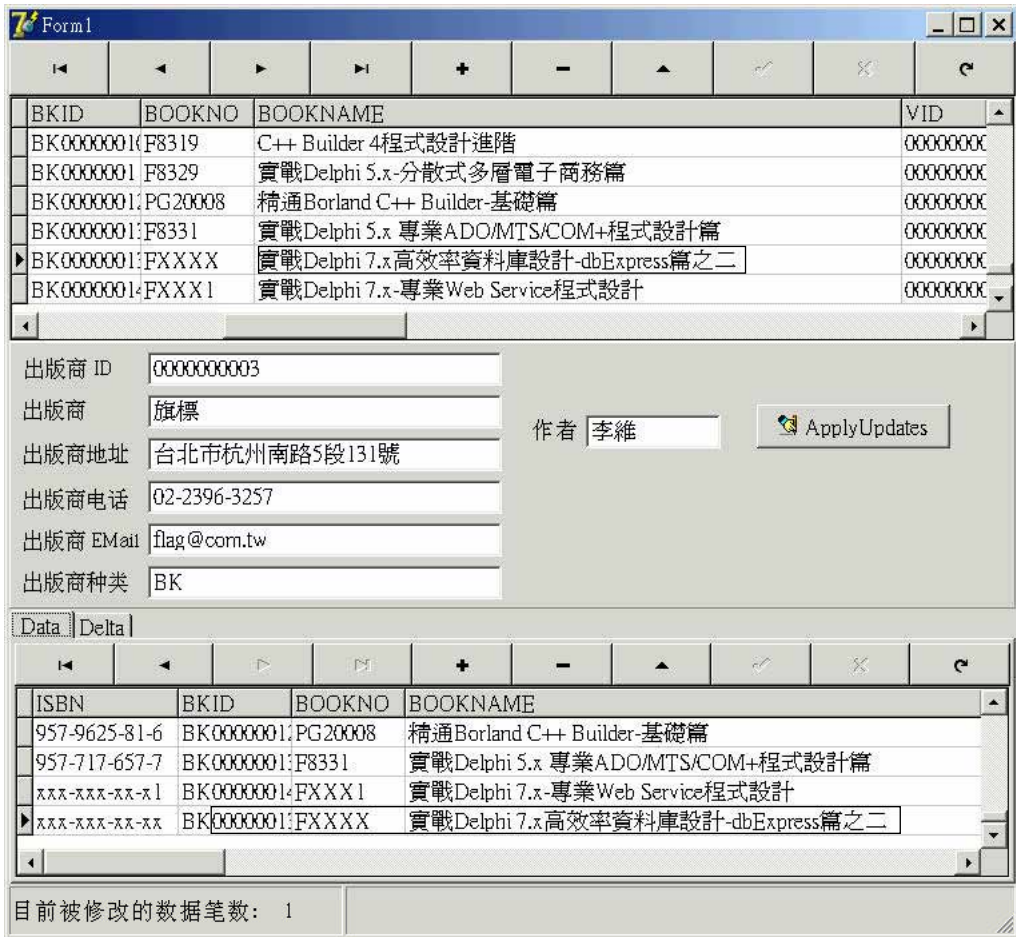 Form1
BKID BOOKNO BOOKNAME VID
BK00000010 F8319 C++ Builder 4程式設計進階 00000000
BK0000001 F8329 實戰Delphi 5.x-分散式多層電子商務篇 00000000
BK0000001 PG20008 精通Borland C++ Builder-基礎篇 00000000
BK0000001 F8331 實戰Delphi 5.x 專業ADO/MTS/COM+程式設計篇 00000000
BK0000001 FXXXX 實戰Delphi 7.x高效率資料庫設計-dbExpress篇之二 00000000
BK00000014 FXXX1 實戰Delphi 7.x-專業Web Service程式設計 00000000
出版商 ID 0000000003
出版商 旗標
作者 李維 ApplyUpdates
出版商地址 台北市杭州南路5段131號
出版商电话 02-2396-3257
出版商 EMail flag@com.tw
出版商种类 BK
Data Delta
ISBN BKID BOOKNO BOOKNAME
957-9625-81-6 BK0000001 PG20008 精通Borland C++ Builder-基礎篇
957-717-657-7 BK0000001 F8331 實戰Delphi 5.x 專業ADO/MTS/COM+程式設計篇
xxx-xxx-xx-x1 BK00000014 FXXX1 實戰Delphi 7.x-專業Web Service程式設計
xxx-xxx-xx-xx BK0000001 FXXXX 實戰Delphi 7.x高效率資料庫設計-dbExpress篇之二
目前被修改的数据笔数: 1